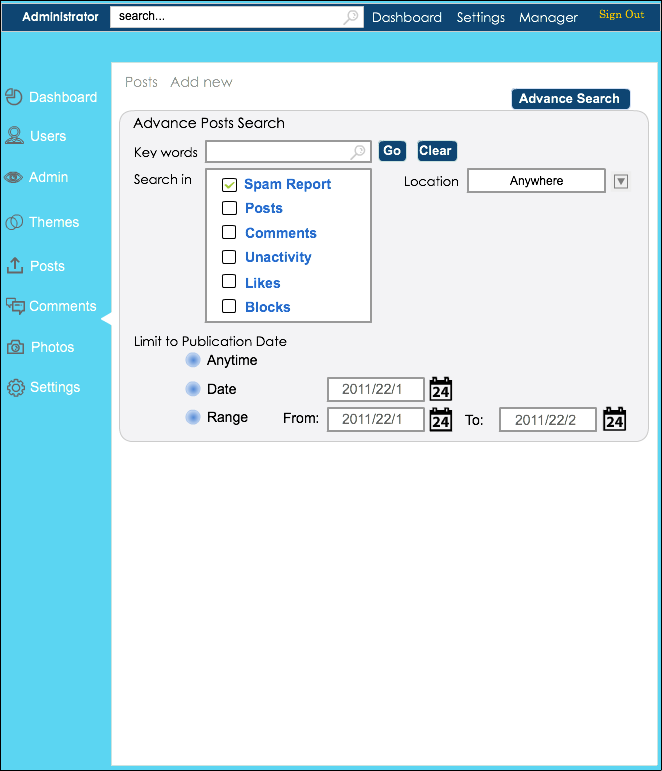 Administrator search... Dashboard Settings Manager Sign Out
Posts Add new
Advance Search
Dashboard
Users
Admin
Themes
Posts
Comments
Photos
Settings
Advance Posts Search
Key words Go Clear
Search in
Spam Report
Posts
Comments
Unactivity
Likes
Blocks
Location Anywhere
Limit to Publication Date
Anytime
Date 2011/22/1 24
Range From: 2011/22/1 24 To: 2011/22/2 24